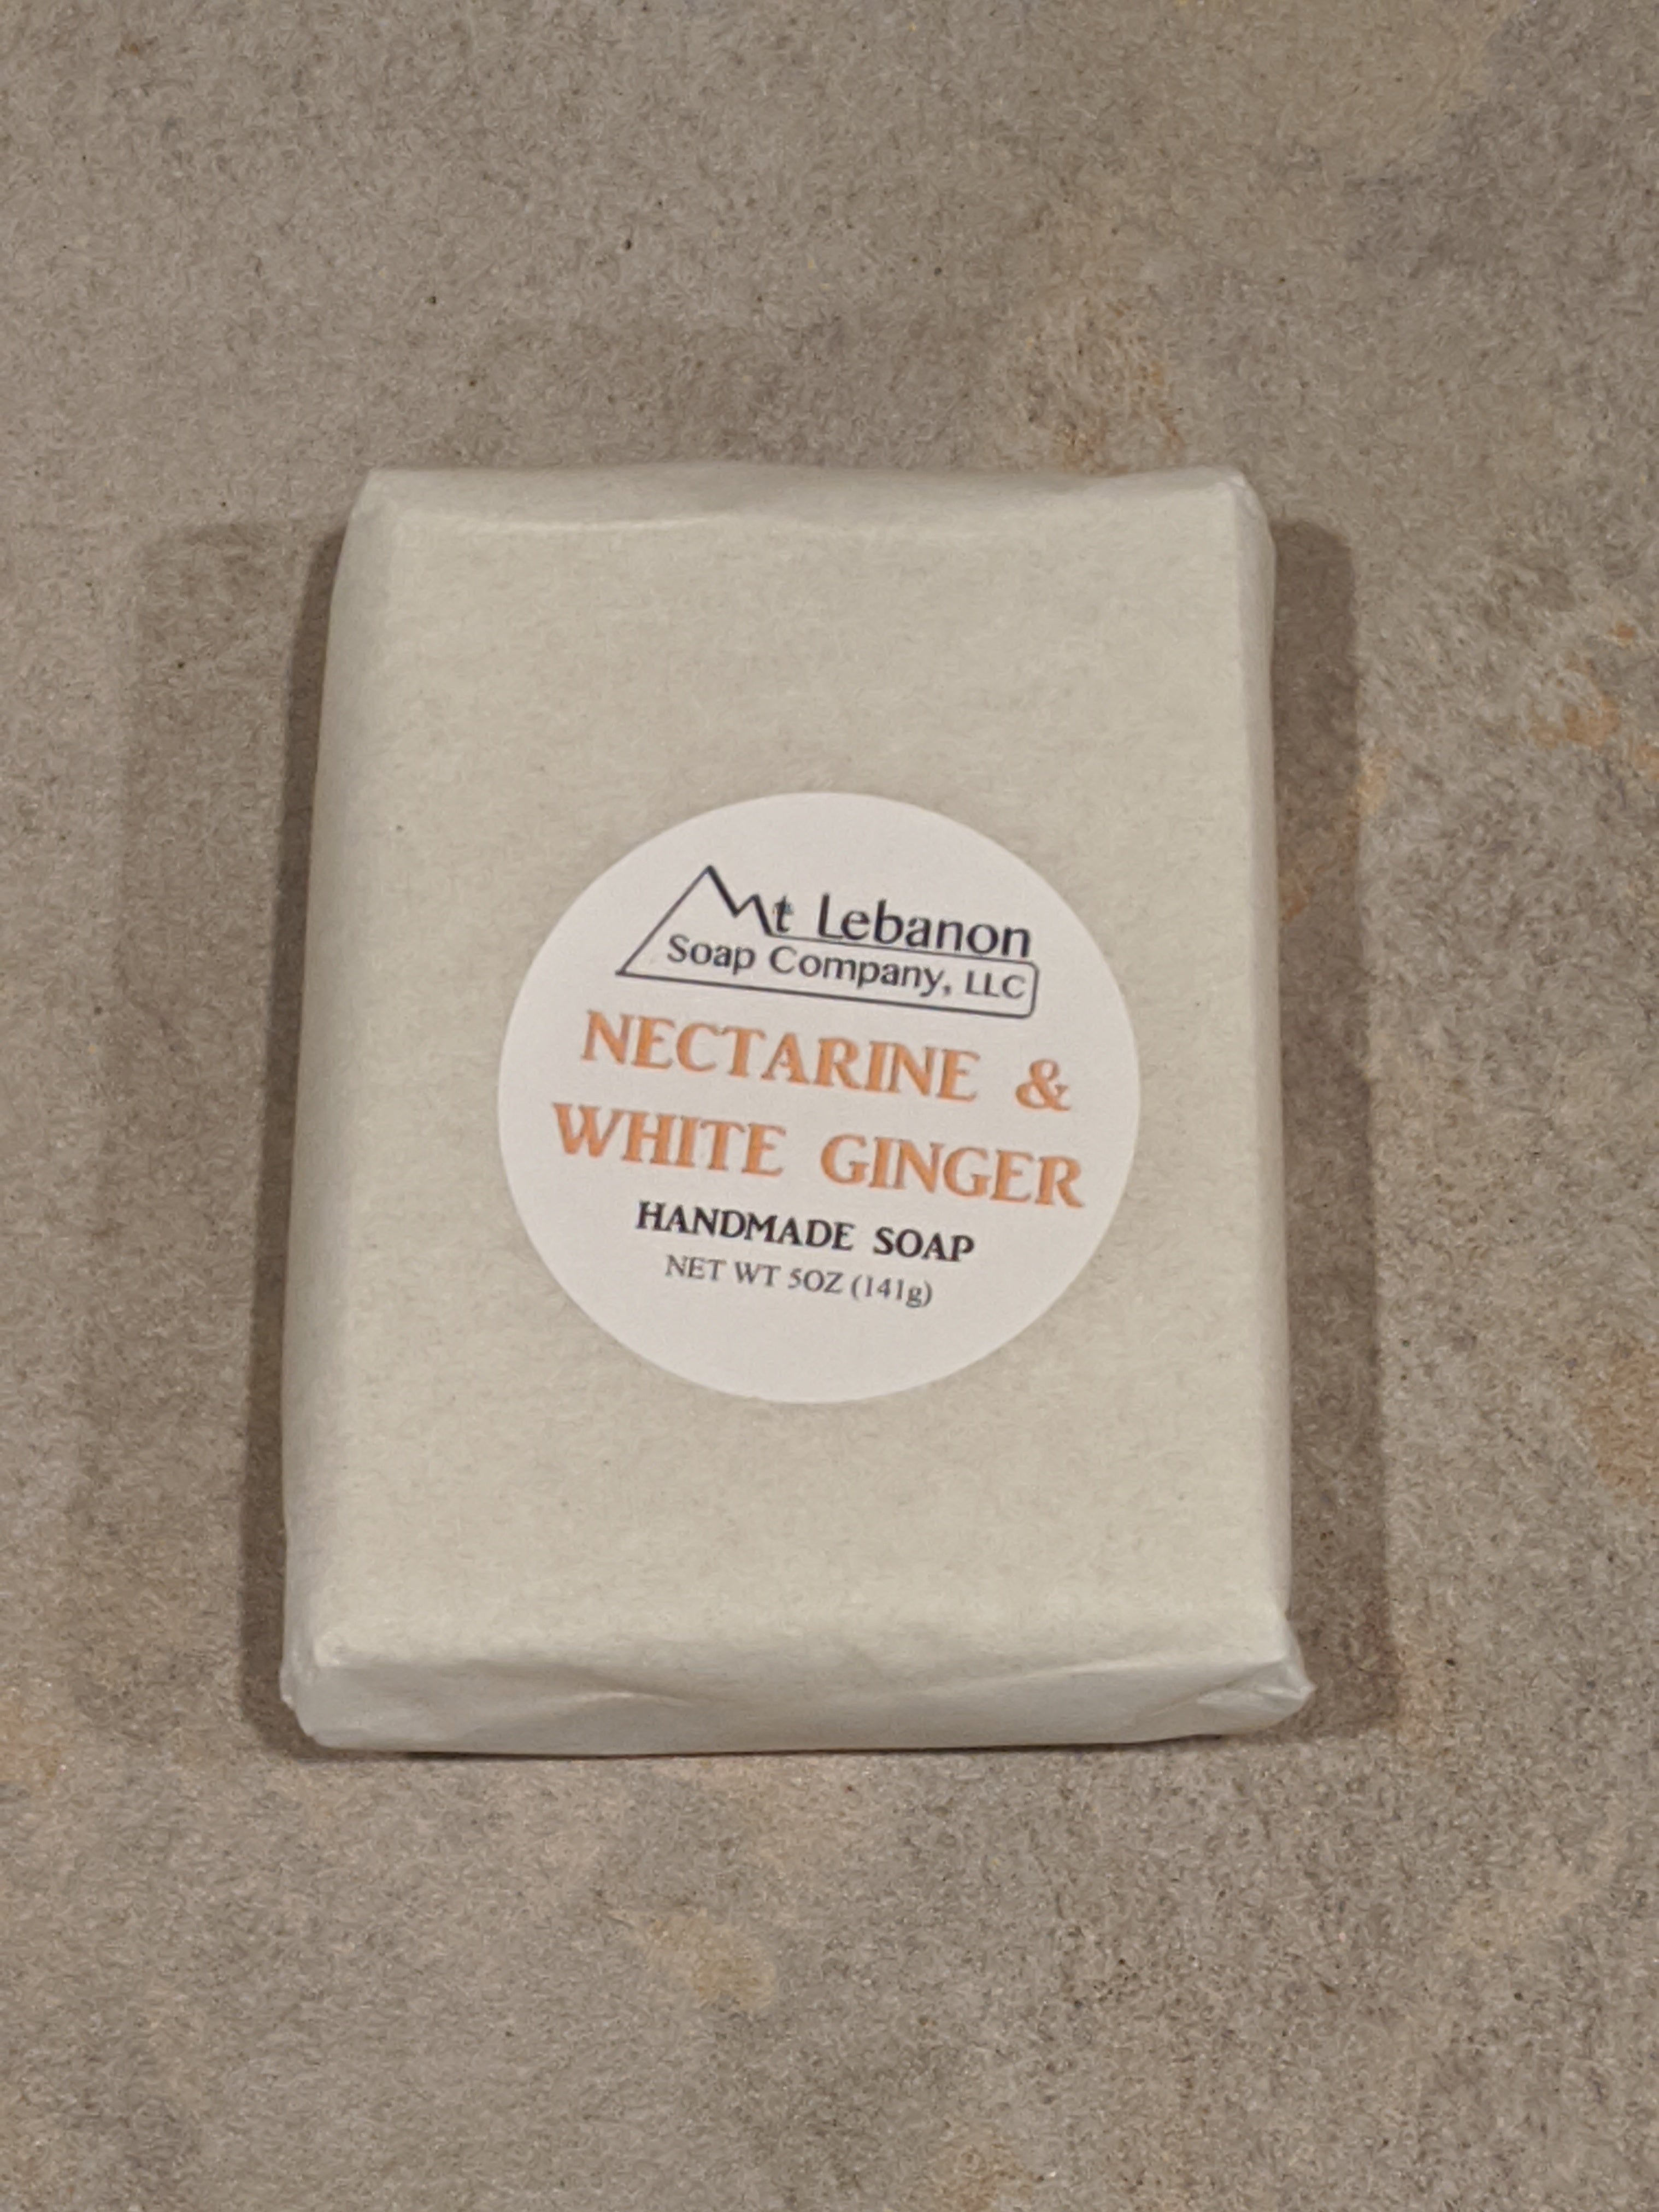 Mt Lebanon
Soap Company, LLC
NECTARINE &
WHITE GINGER
HANDMADE SOAP
NET WT 5OZ (141g)